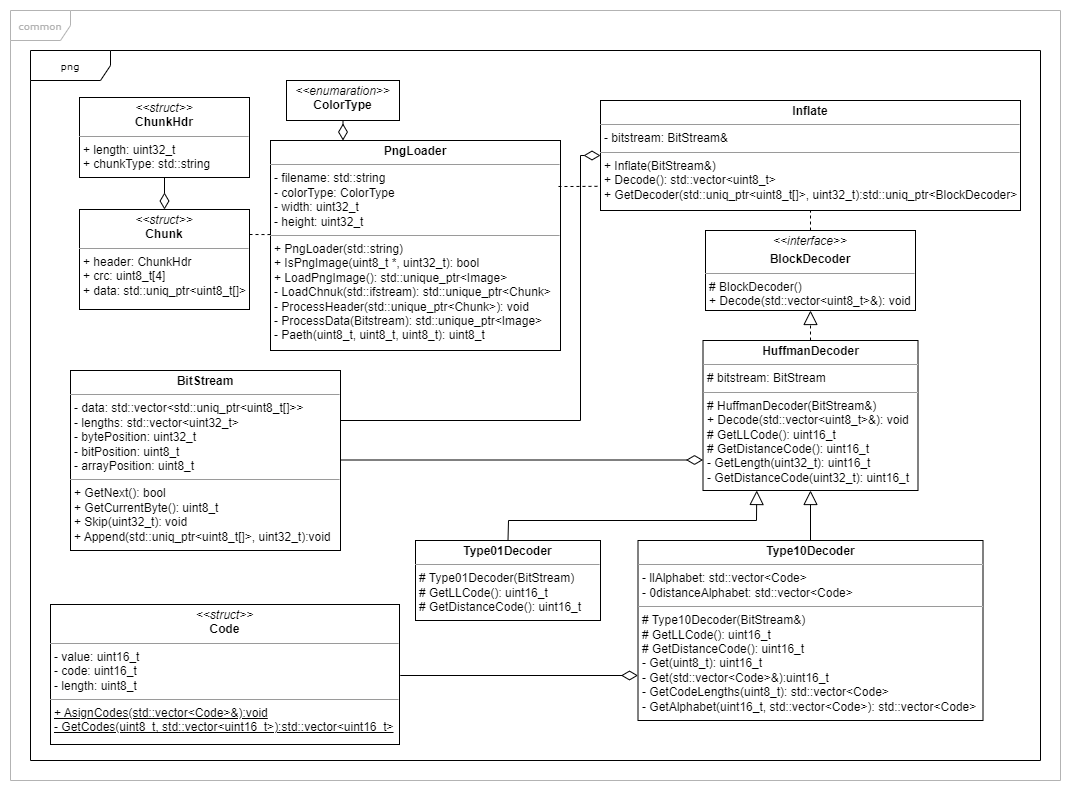 common
png
<<struct>>
ChunkHdr
+ length: uint32_t
+ chunkType: std::string
<<struct>>
Chunk
+ header: ChunkHdr
+ crc: uint8_t[4]
+ data: std::uniq_ptr<uint8_t[]>
<<enumaration>>
ColorType
PngLoader
- filename: std::string
- colorType: ColorType
- width: uint32_t
- height: uint32_t
+ PngLoader(std::string)
+ IsPngImage(uint8_t *, uint32_t): bool
+ LoadPngImage(): std::unique_ptr<Image>
- LoadChnuk(std::ifstream): std::unique_ptr<Chunk>
- ProcessHeader(std::unique_ptr<Chunk>): void
- ProcessData(Bitstream): std::unique_ptr<Image>
- Paeth(uint8_t, uint8_t, uint8_t): uint8_t
Inflate
- bitstream: BitStream&
+ Inflate(BitStream&)
+ Decode(): std::vector<uint8_t>
+ GetDecoder(std::uniq_ptr<uint8_t[]>, uint32_t):std::uniq_ptr<BlockDecoder>
<<interface>>
BlockDecoder
# BlockDecoder()
+ Decode(std::vector<uint8_t>&): void
HuffmanDecoder
# bitstream: BitStream
# HuffmanDecoder(BitStream&)
+ Decode(std::vector<uint8_t>&): void
# GetLLCode(): uint16_t
# GetDistanceCode(): uint16_t
- GetLength(uint32_t): uint16_t
- GetDistanceCode(uint32_t): uint16_t
BitStream
- data: std::vector<std::uniq_ptr<uint8_t[]>>
- lengths: std::vector<uint32_t>
- bytePosition: uint32_t
- bitPosition: uint8_t
- arrayPosition: uint8_t
+ GetNext(): bool
+ GetCurrentByte(): uint8_t
+ Skip(uint32_t): void
+ Append(std::uniq_ptr<uint8_t[]>, uint32_t):void
Type01Decoder
# Type01Decoder(BitStream)
# GetLLCode(): uint16_t
# GetDistanceCode(): uint16_t
Type10Decoder
- llAlphabet: std::vector<Code>
- 0distanceAlphabet: std::vector<Code>
# Type10Decoder(BitStream&)
# GetLLCode(): uint16_t
# GetDistanceCode(): uint16_t
- Get(uint8_t): uint16_t
- Get(std::vector<Code>&):uint16_t
- GetCodeLengths(uint8_t): std::vector<Code>
- GetAlphabet(uint16_t, std::vector<Code>): std::vector<Code>
<<struct>>
Code
- value: uint16_t
- code: uint16_t
- length: uint8_t
+ AsignCodes(std::vector<Code>&):void
- GetCodes(uint8_t, std::vector<uint16_t>):std::vector<uint16_t>